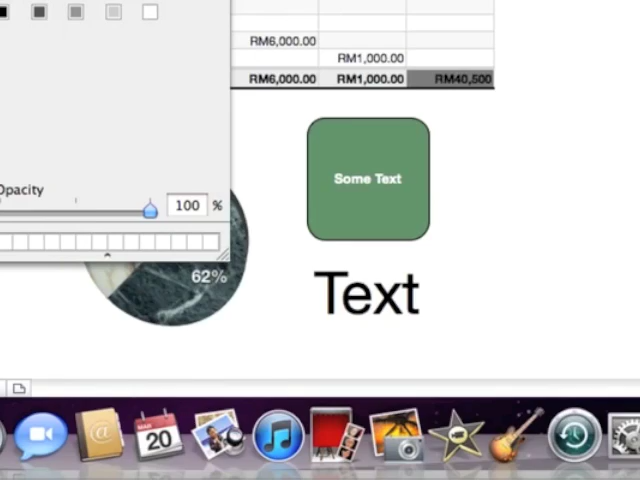 RM6,000.00
RM1,000.00
RM6,000.00 RM1,000.00 RM40,500
Opacity
100 %
Some Text
62%
Text
MAR
20
@